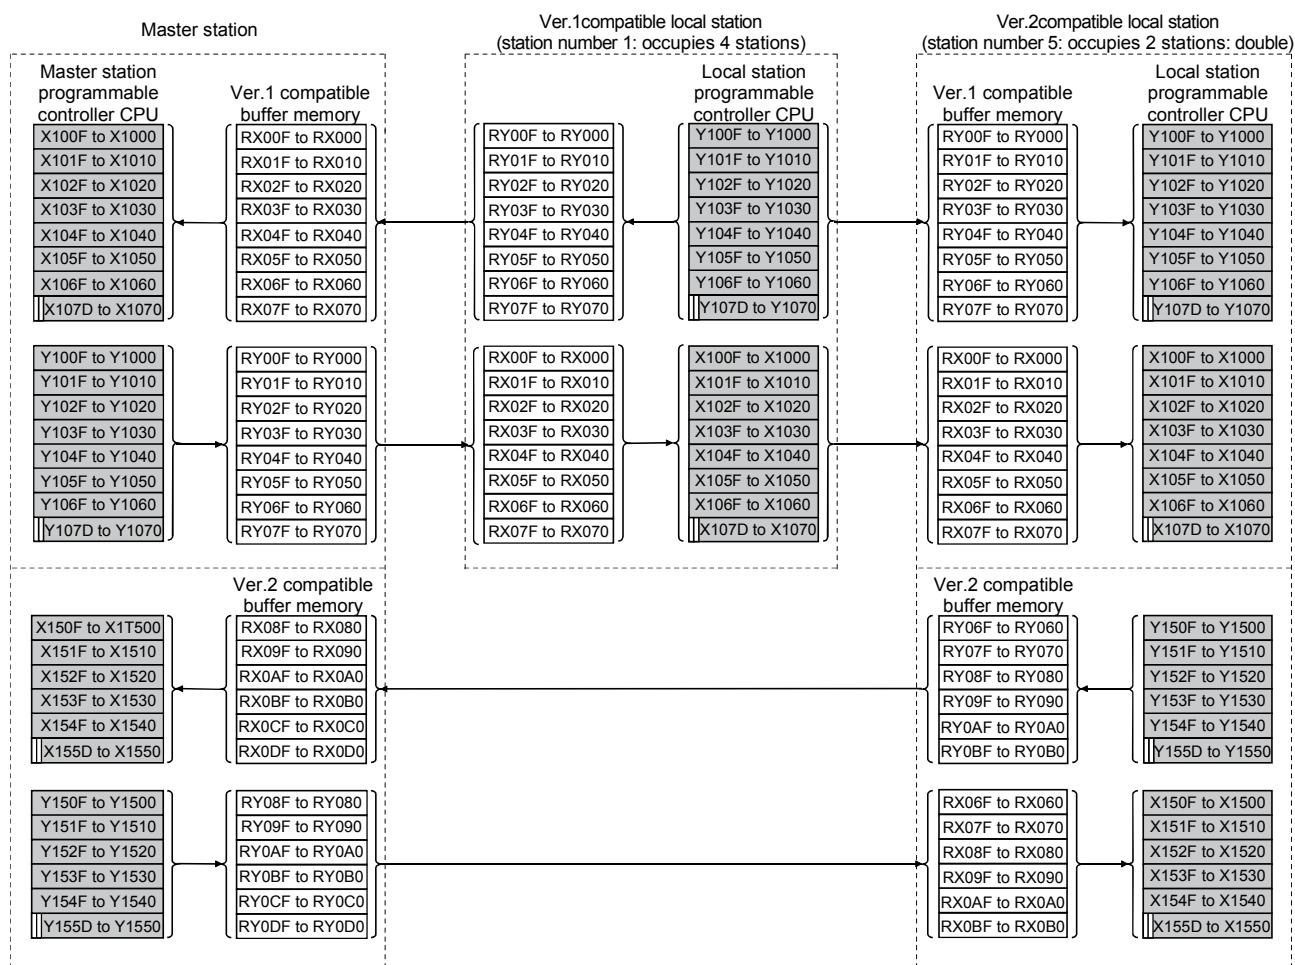 Master station
Ver.1compatible local station
(station number 1: occupies 4 stations)
Ver.2compatible local station
(station number 5: occupies 2 stations: double)
Master station
programmable
controller CPU
X100F to X1000
X101F to X1010
X102F to X1020
X103F to X1030
X104F to X1040
X105F to X1050
X106F to X1060
X107D to X1070
Ver.1 compatible
buffer memory
RX00F to RX000
RX01F to RX010
RX02F to RX020
RX03F to RX030
RX04F to RX040
RX05F to RX050
RX06F to RX060
RX07F to RX070
RY00F to RY000
RY01F to RY010
RY02F to RY020
RY03F to RY030
RY04F to RY040
RY05F to RY050
RY06F to RY060
RY07F to RY070
Local station
programmable
controller CPU
Y100F to Y1000
Y101F to Y1010
Y102F to Y1020
Y103F to Y1030
Y104F to Y1040
Y105F to Y1050
Y106F to Y1060
Y107D to Y1070
Ver.1 compatible
buffer memory
RY00F to RY000
RY01F to RY010
RY02F to RY020
RY03F to RY030
RY04F to RY040
RY05F to RY050
RY06F to RY060
RY07F to RY070
Local station
programmable
controller CPU
Y100F to Y1000
Y101F to Y1010
Y102F to Y1020
Y103F to Y1030
Y104F to Y1040
Y105F to Y1050
Y106F to Y1060
Y107D to Y1070
Y100F to Y1000
Y101F to Y1010
Y102F to Y1020
Y103F to Y1030
Y104F to Y1040
Y105F to Y1050
Y106F to Y1060
Y107D to Y1070
RY00F to RY000
RY01F to RY010
RY02F to RY020
RY03F to RY030
RY04F to RY040
RY05F to RY050
RY06F to RY060
RY07F to RY070
RX00F to RX000
RX01F to RX010
RX02F to RX020
RX03F to RX030
RX04F to RX040
RX05F to RX050
RX06F to RX060
RX07F to RX070
X100F to X1000
X101F to X1010
X102F to X1020
X103F to X1030
X104F to X1040
X105F to X1050
X106F to X1060
X107D to X1070
RX00F to RX000
RX01F to RX010
RX02F to RX020
RX03F to RX030
RX04F to RX040
RX05F to RX050
RX06F to RX060
RX07F to RX070
X100F to X1000
X101F to X1010
X102F to X1020
X103F to X1030
X104F to X1040
X105F to X1050
X106F to X1060
X107D to X1070
X150F to X1T500
X151F to X1510
X152F to X1520
X153F to X1530
X154F to X1540
X155D to X1550
Ver.2 compatible
buffer memory
RX08F to RX080
RX09F to RX090
RX0AF to RX0A0
RX0BF to RX0B0
RX0CF to RX0C0
RX0DF to RX0D0
Ver.2 compatible
buffer memory
RY06F to RY060
RY07F to RY070
RY08F to RY080
RY09F to RY090
RY0AF to RY0A0
RY0BF to RY0B0
Y150F to Y1500
Y151F to Y1510
Y152F to Y1520
Y153F to Y1530
Y154F to Y1540
Y155D to Y1550
Y150F to Y1500
Y151F to Y1510
Y152F to Y1520
Y153F to Y1530
Y154F to Y1540
Y155D to Y1550
RY08F to RY080
RY09F to RY090
RY0AF to RY0A0
RY0BF to RY0B0
RY0CF to RY0C0
RY0DF to RY0D0
RX06F to RX060
RX07F to RX070
RX08F to RX080
RX09F to RX090
RX0AF to RX0A0
RX0BF to RX0B0
X150F to X1500
X151F to X1510
X152F to X1520
X153F to X1530
X154F to X1540
X155D to X1550